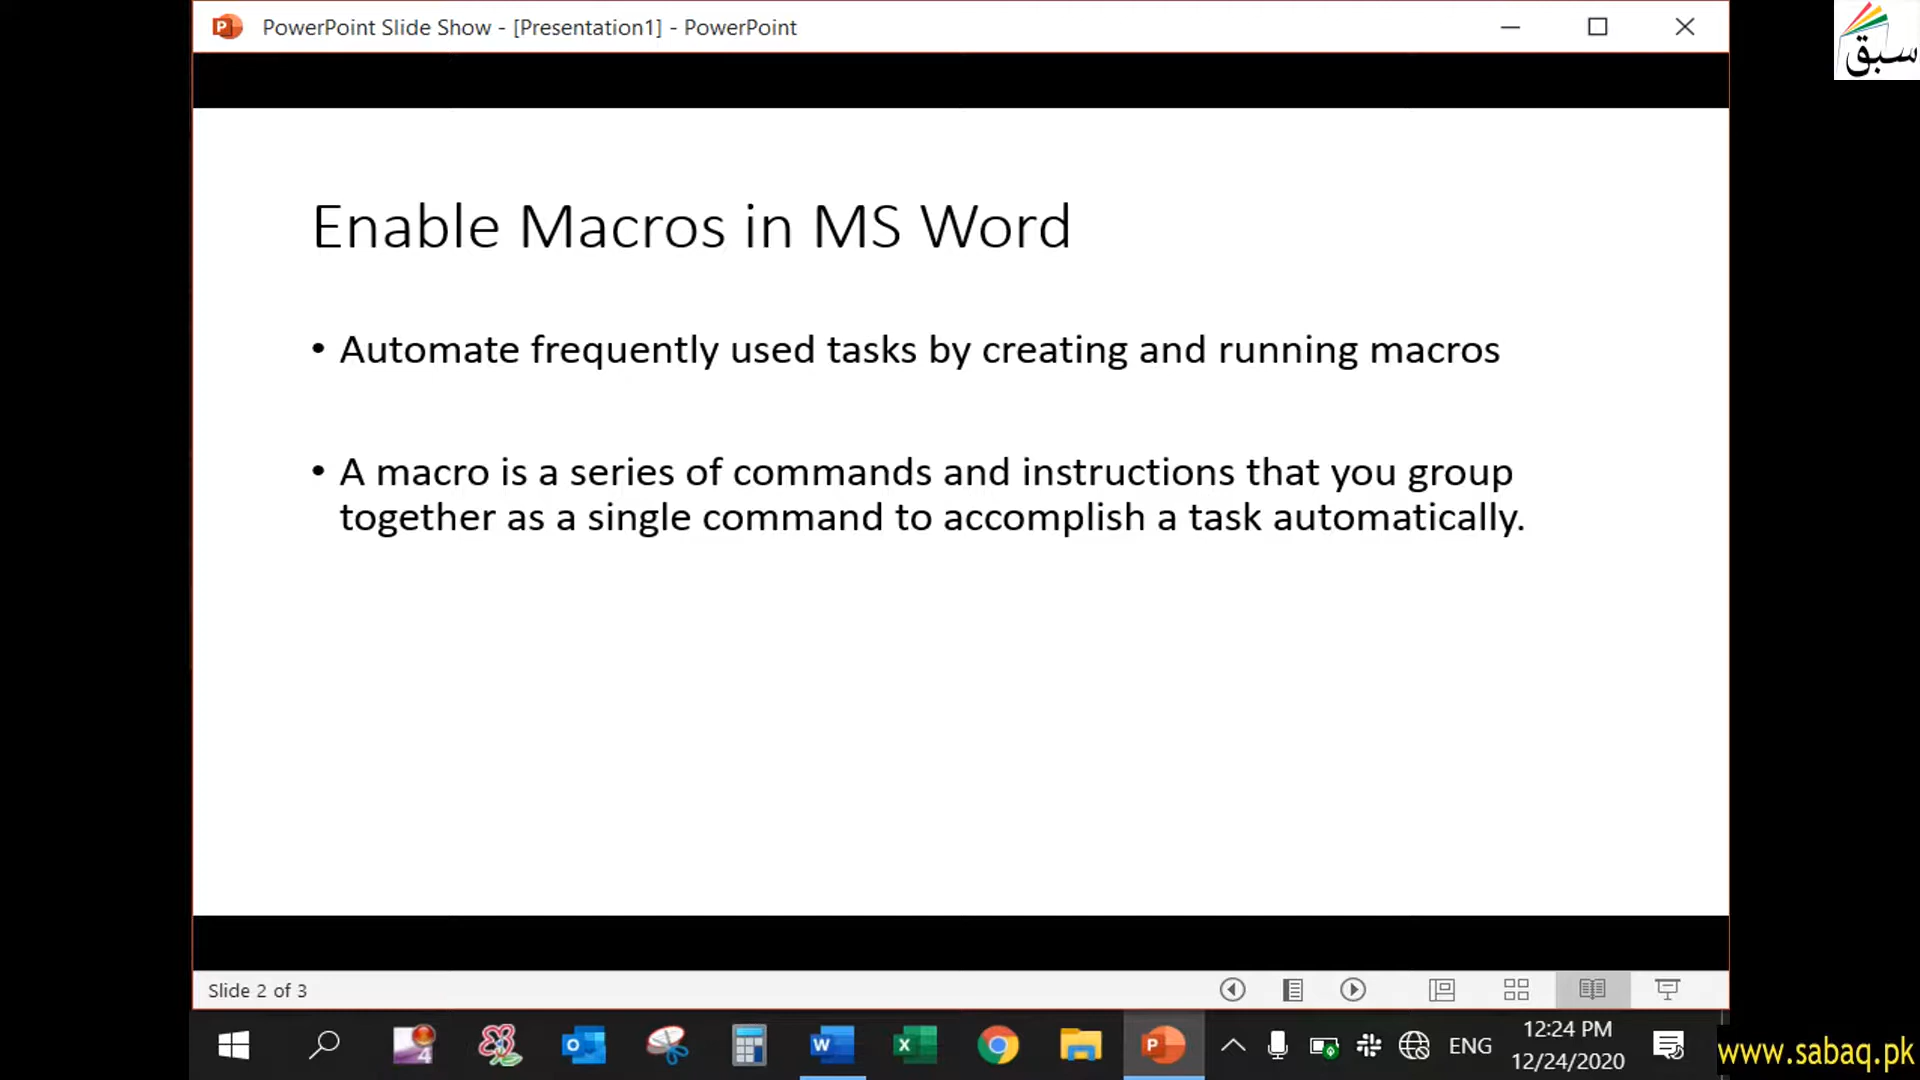 PowerPoint Slide Show - [Presentation1] - PowerPoint
سبق
Enable Macros in MS Word
• Automate frequently used tasks by creating and running macros
• A macro is a series of commands and instructions that you group
together as a single command to accomplish a task automatically.
Slide 2 of 3
4
ENG
12:24 PM
12/24/2020
www.sabaq.pk